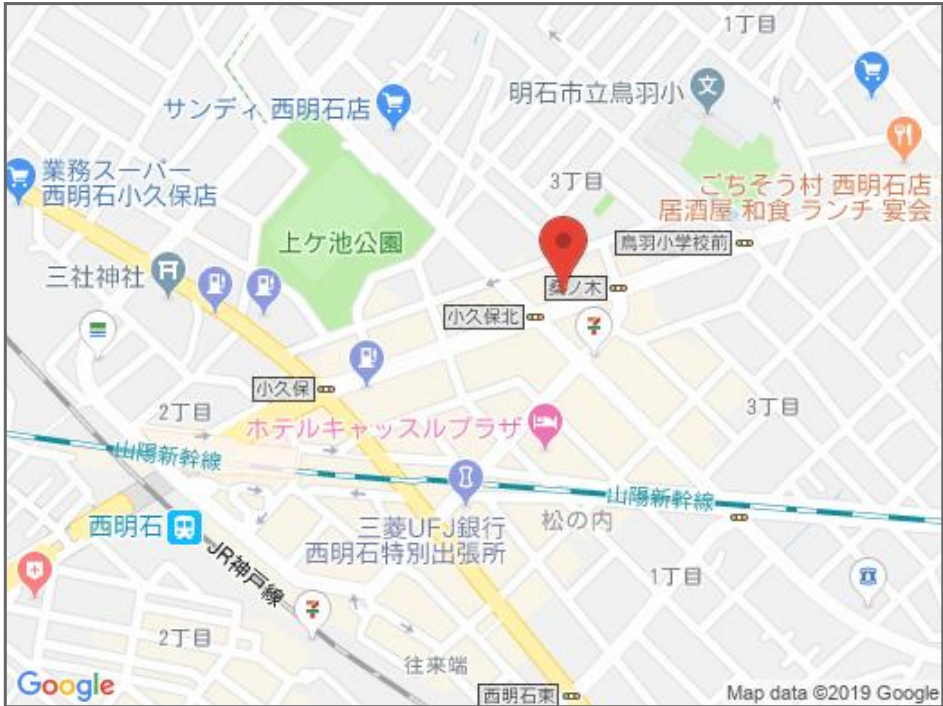 1丁目
サンディ 西明石店
明石市立鳥羽小
文
業務スーパー
西明石小久保店
3丁目
ごちそう村 西明石店
居酒屋 和食 ランチ 宴会
上ケ池公園
鳥羽小学校前
三社神社
桑ノ木
小久保北
7
小久保
2丁目
3丁目
ホテルキャッスルプラザ
山陽新幹線
山陽新幹線
西明石
三菱UFJ銀行
西明石特別出張所
松の内
JR神戸線
1丁目
7
2丁目
往来端
西明石東
Google
Map data ©2019 Google